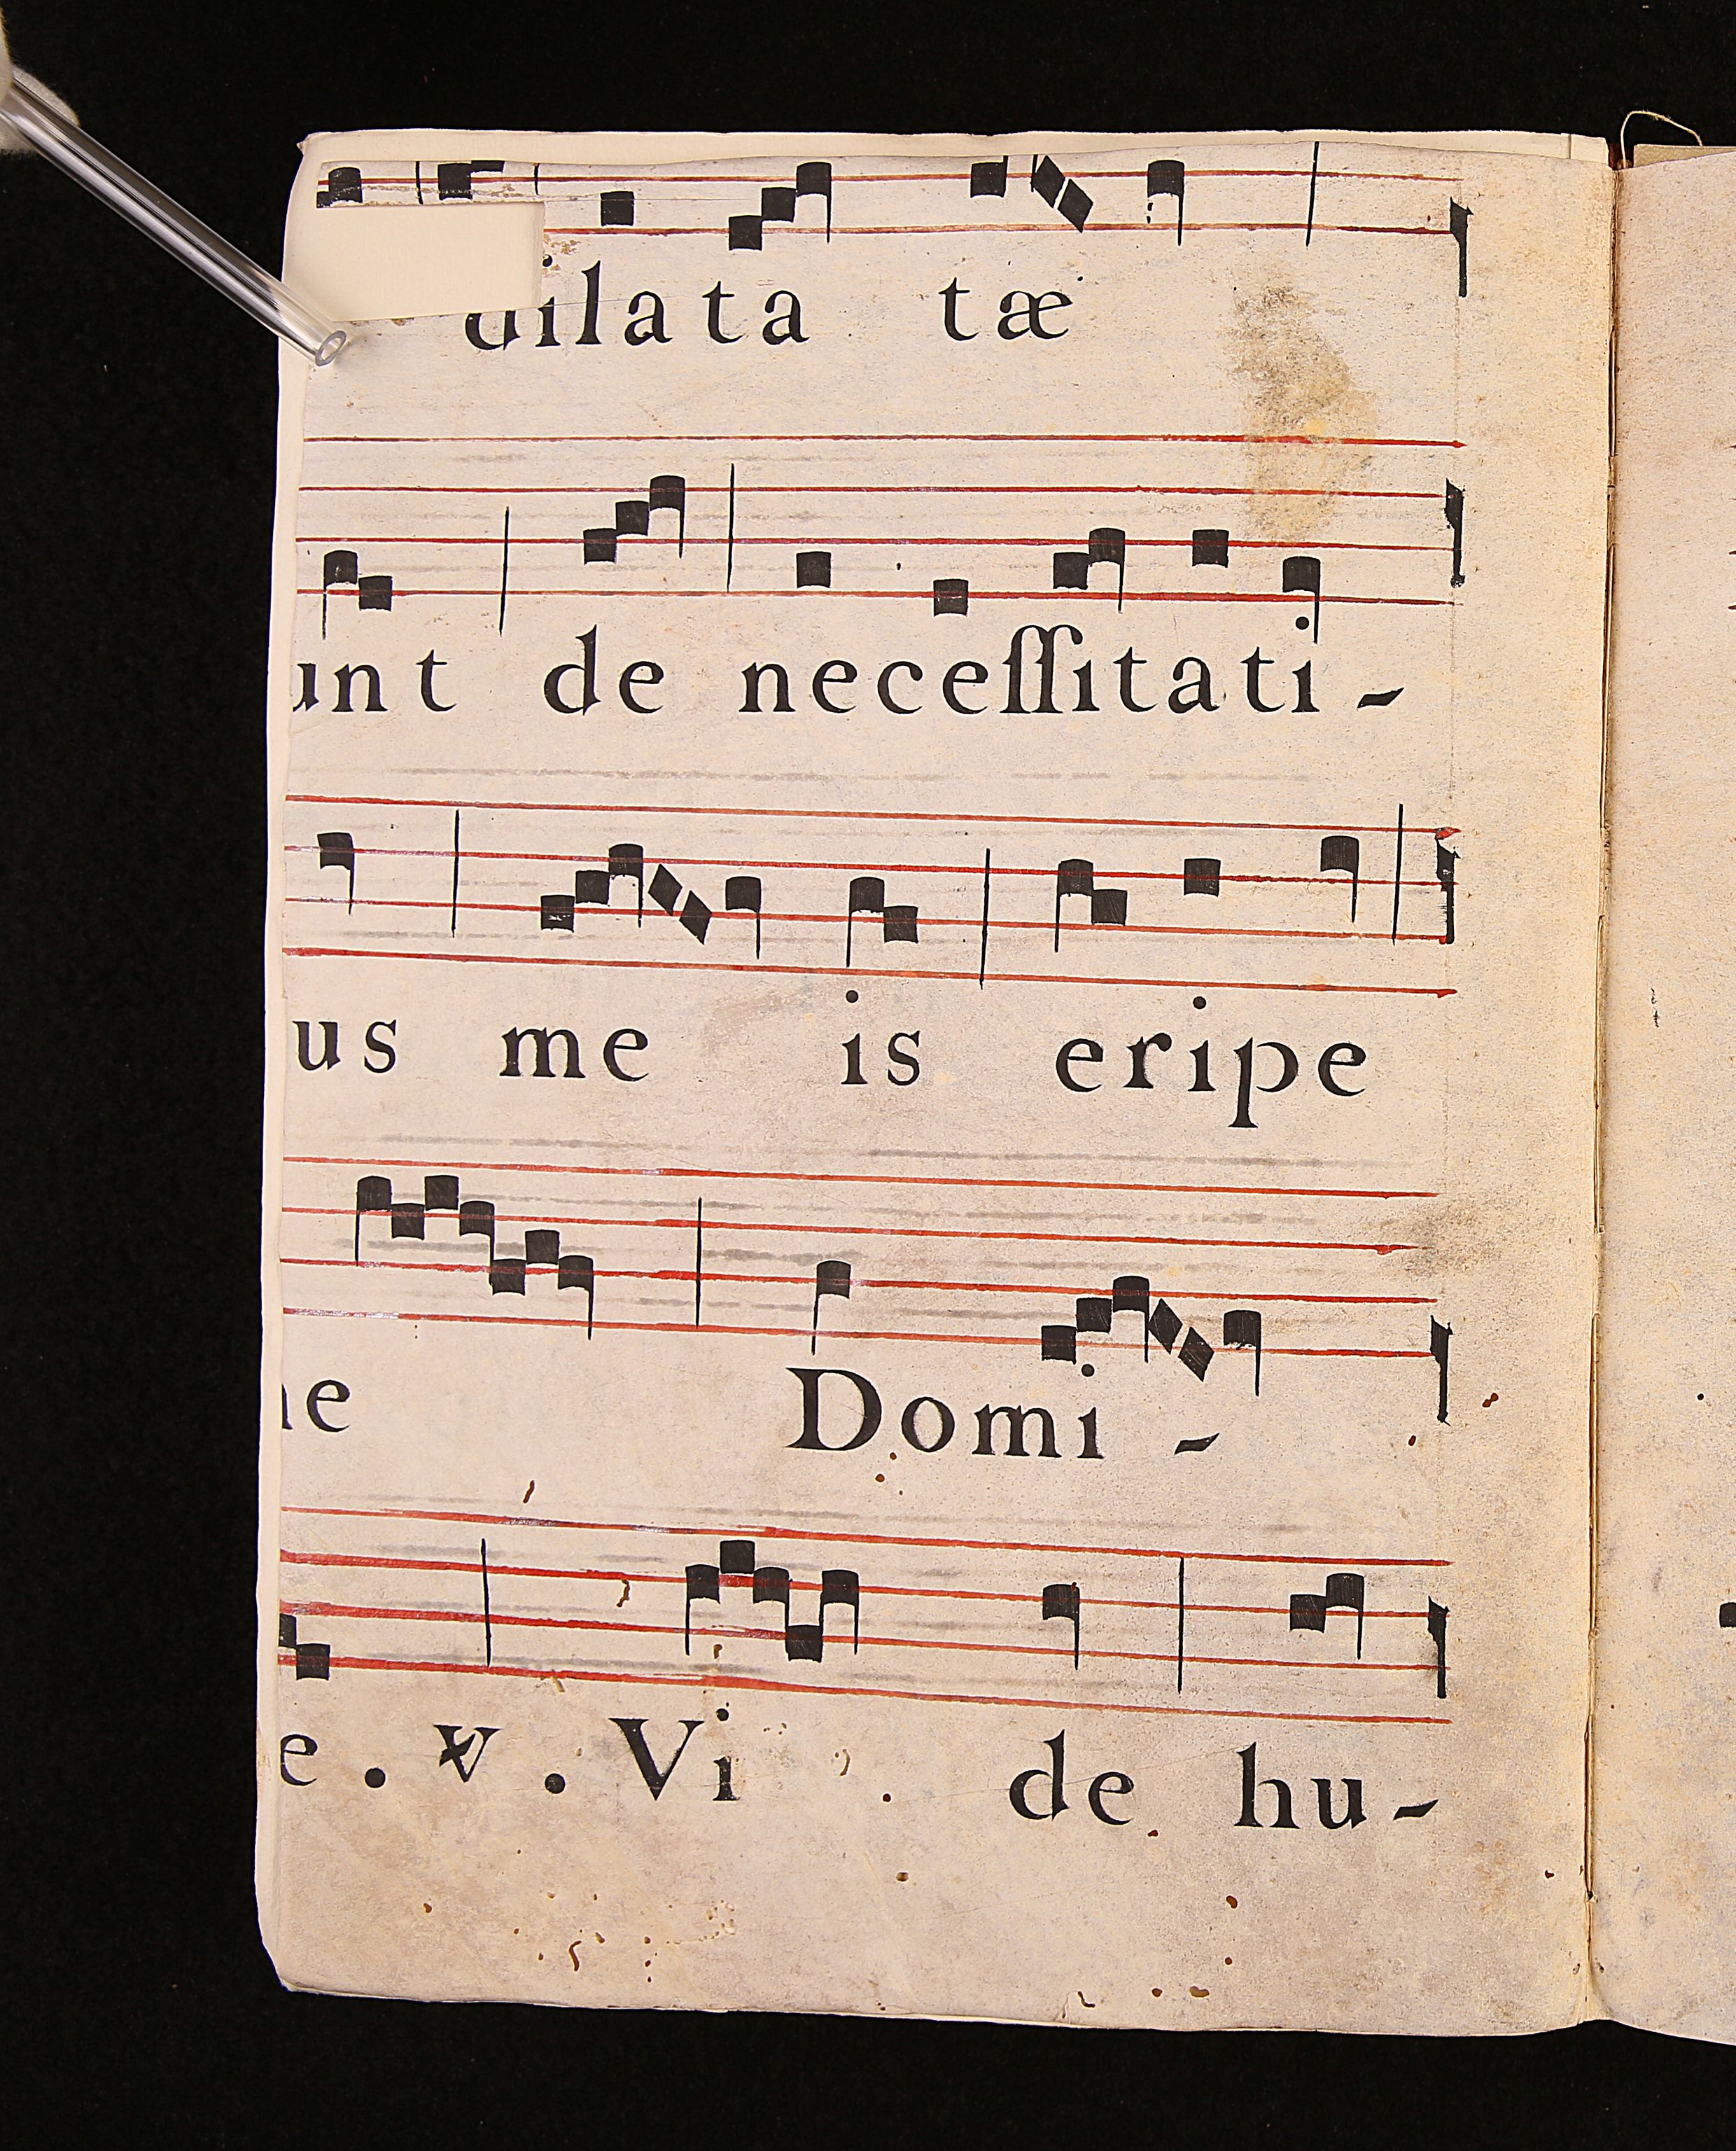 dilata tæ
unt de neceſſitati-
us me is eripe
ne Domi-
e. ℣. Vi de hu-